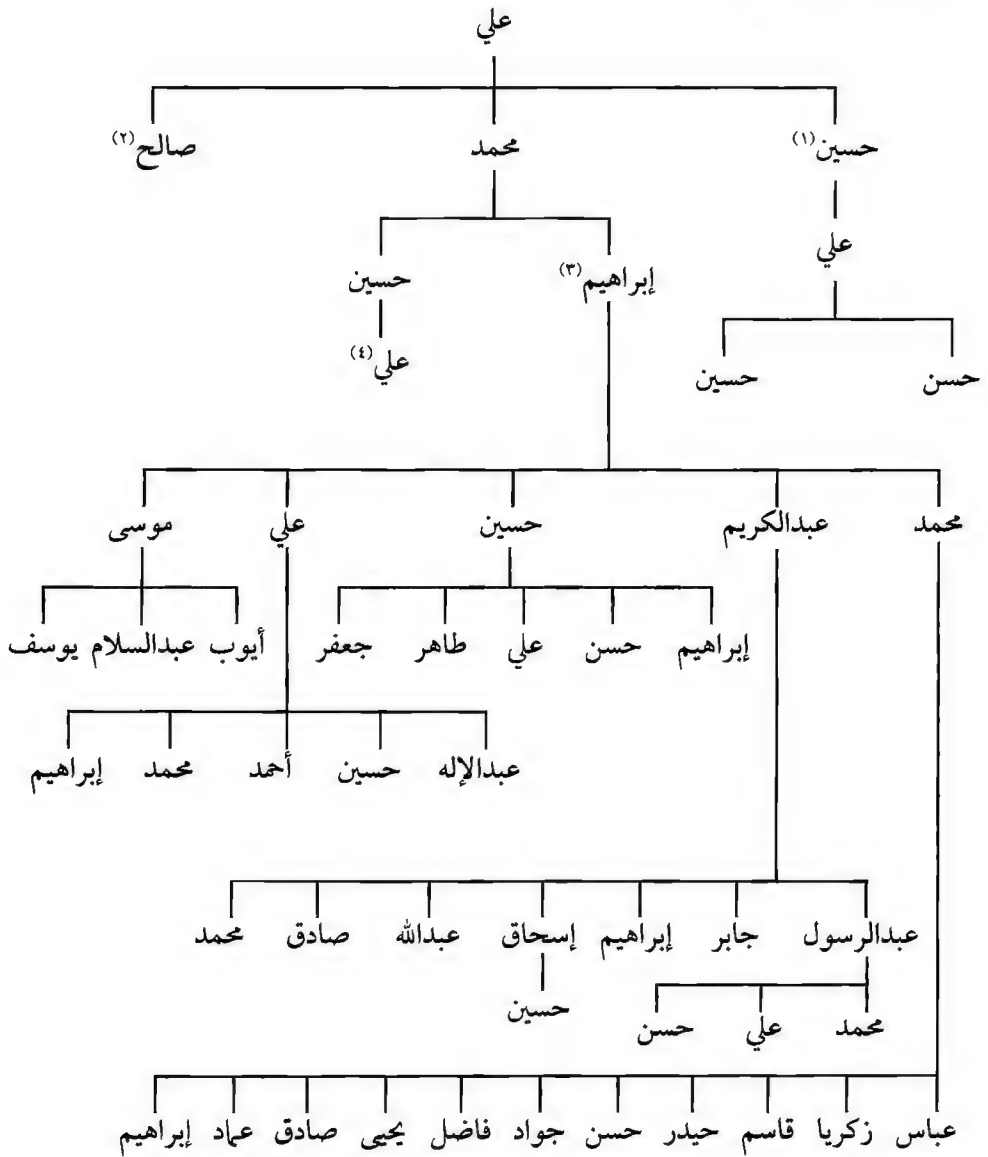 علي
حسين(١) محمد صالح(٢)
علي
إبراهيم(٣) حسين
علي(٤)
حسن حسين
محمد عبدالكريم حسين علي موسى
إبراهيم حسن علي طاهر جعفر أيوب عبدالسلام يوسف
عبدالإله حسين أحمد محمد إبراهيم
عبدالرسول جابر إبراهيم إسحاق عبدالله صادق محمد
حسين
محمد علي حسن
عباس زكريا قاسم حيدر حسن جواد فاضل يحيى صادق عماد إبراهيم